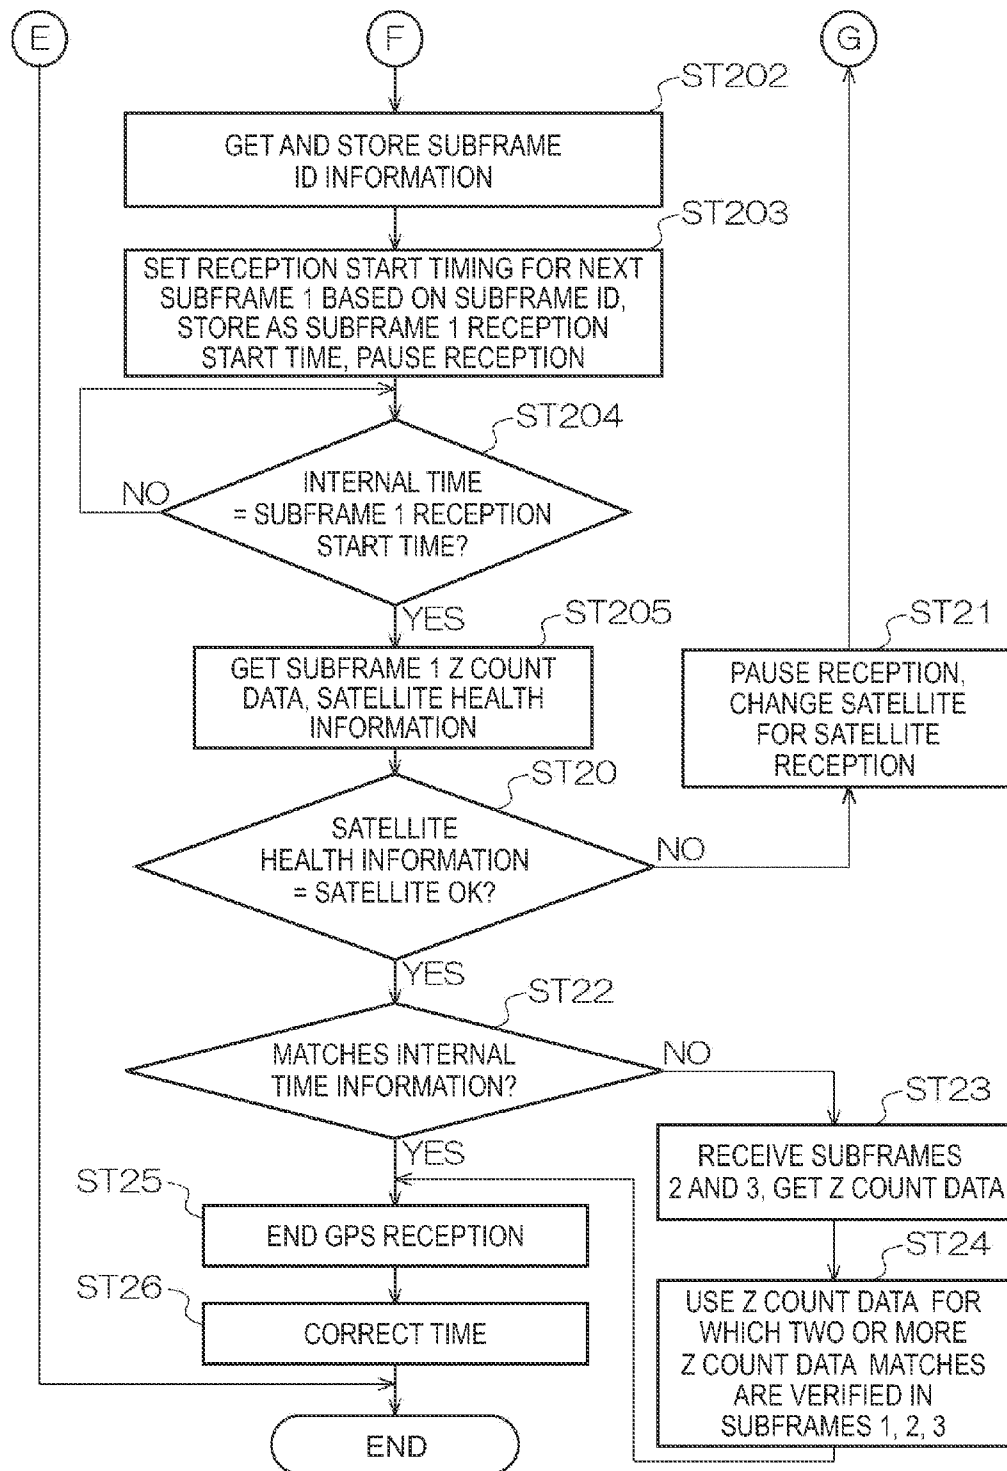 E
F
G
ST202
GET AND STORE SUBFRAME
ID INFORMATION
ST203
SET RECEPTION START TIMING FOR NEXT
SUBFRAME 1 BASED ON SUBFRAME ID,
STORE AS SUBFRAME 1 RECEPTION
START TIME, PAUSE RECEPTION
ST204
INTERNAL TIME
= SUBFRAME 1 RECEPTION
START TIME?
NO
YES
ST205
GET SUBFRAME 1 Z COUNT
DATA, SATELLITE HEALTH
INFORMATION
ST21
PAUSE RECEPTION,
CHANGE SATELLITE
FOR SATELLITE
RECEPTION
ST20
SATELLITE
HEALTH INFORMATION
= SATELLITE OK?
NO
YES
ST22
MATCHES INTERNAL
TIME INFORMATION?
NO
YES
ST23
RECEIVE SUBFRAMES
2 AND 3, GET Z COUNT DATA
ST25
END GPS RECEPTION
ST24
USE Z COUNT DATA FOR
WHICH TWO OR MORE
Z COUNT DATA MATCHES
ARE VERIFIED IN
SUBFRAMES 1, 2, 3
ST26
CORRECT TIME
END